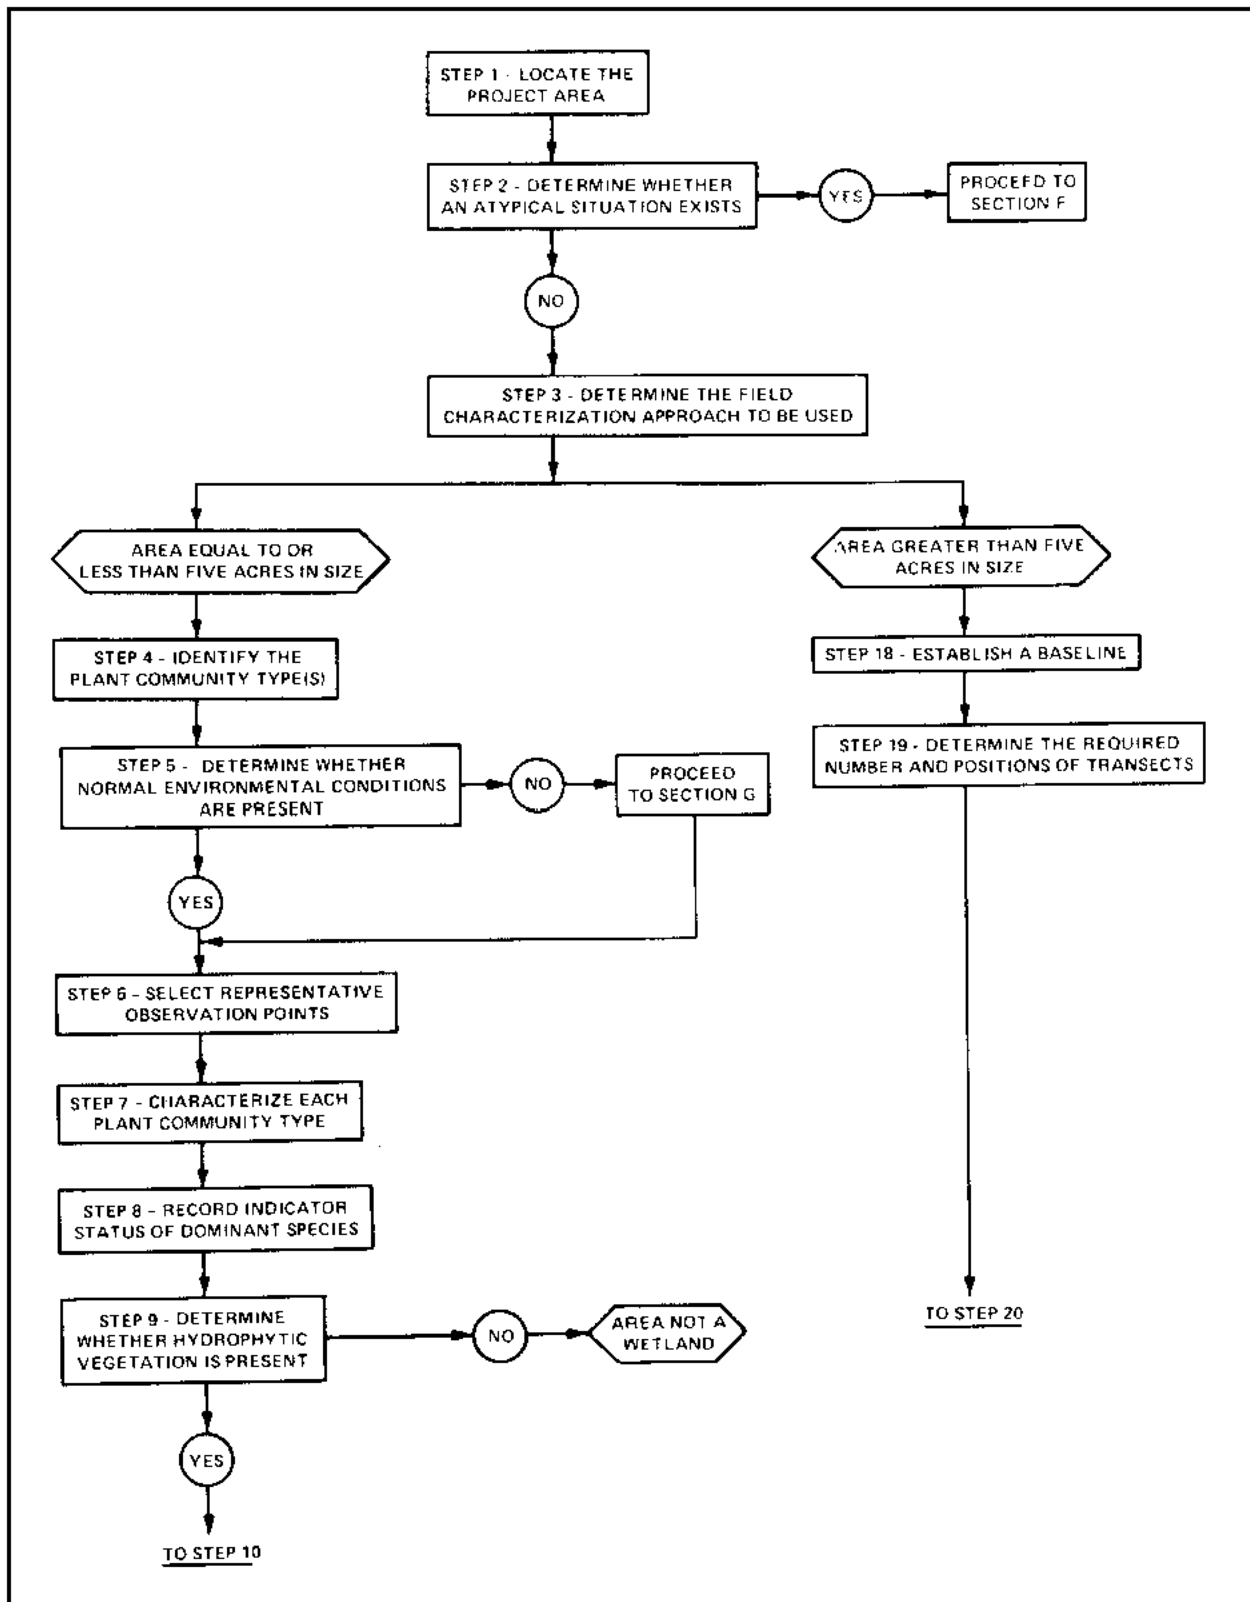 STEP 1 - LOCATE THE
PROJECT AREA
STEP 2 - DETERMINE WHETHER
AN ATYPICAL SITUATION EXISTS
YES
PROCEED TO
SECTION F
NO
STEP 3 - DETERMINE THE FIELD
CHARACTERIZATION APPROACH TO BE USED
AREA EQUAL TO OR
LESS THAN FIVE ACRES IN SIZE
STEP 4 - IDENTIFY THE
PLANT COMMUNITY TYPE(S)
STEP 5 - DETERMINE WHETHER
NORMAL ENVIRONMENTAL CONDITIONS
ARE PRESENT
NO
PROCEED
TO SECTION G
YES
STEP 6 - SELECT REPRESENTATIVE
OBSERVATION POINTS
STEP 7 - CHARACTERIZE EACH
PLANT COMMUNITY TYPE
STEP 8 - RECORD INDICATOR
STATUS OF DOMINANT SPECIES
STEP 9 - DETERMINE
WHETHER HYDROPHYTIC
VEGETATION IS PRESENT
NO
AREA NOT A
WETLAND
YES
TO STEP 10
AREA GREATER THAN FIVE
ACRES IN SIZE
STEP 18 - ESTABLISH A BASELINE
STEP 19 - DETERMINE THE REQUIRED
NUMBER AND POSITIONS OF TRANSECTS
TO STEP 20